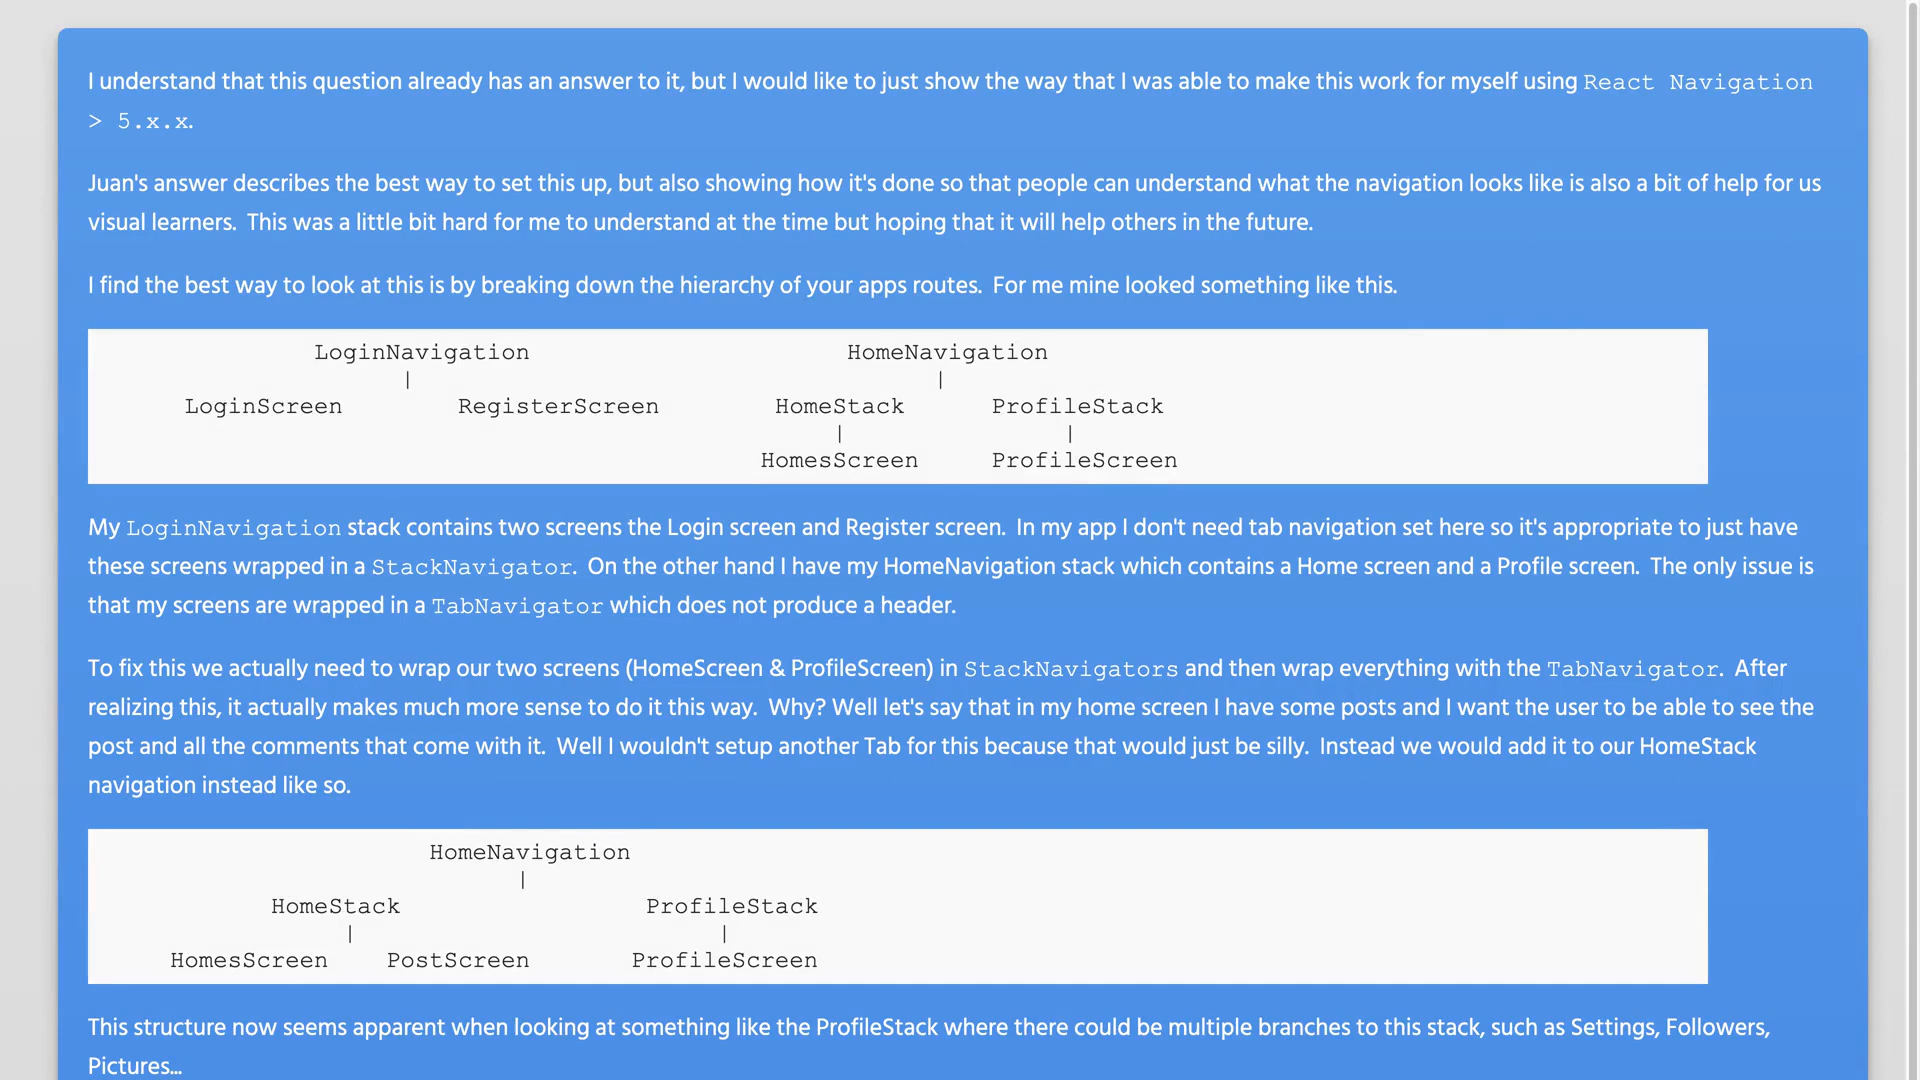 I understand that this question already has an answer to it, but I would like to just show the way that I was able to make this work for myself using React Navigation
> 5.x.x.
Juan's answer describes the best way to set this up, but also showing how it's done so that people can understand what the navigation looks like is also a bit of help for us
visual learners.  This was a little bit hard for me to understand at the time but hoping that it will help others in the future.
I find the best way to look at this is by breaking down the hierarchy of your apps routes.  For me mine looked something like this.
LoginNavigation                      HomeNavigation
|                                    |
LoginScreen        RegisterScreen        HomeStack      ProfileStack
|               |
HomesScreen     ProfileScreen
My LoginNavigation stack contains two screens the Login screen and Register screen.  In my app I don't need tab navigation set here so it's appropriate to just have
these screens wrapped in a StackNavigator.  On the other hand I have my HomeNavigation stack which contains a Home screen and a Profile screen.  The only issue is
that my screens are wrapped in a TabNavigator which does not produce a header.
To fix this we actually need to wrap our two screens (HomeScreen & ProfileScreen) in StackNavigators and then wrap everything with the TabNavigator.  After
realizing this, it actually makes much more sense to do it this way.  Why? Well let's say that in my home screen I have some posts and I want the user to be able to see the
post and all the comments that come with it.  Well I wouldn't setup another Tab for this because that would just be silly.  Instead we would add it to our HomeStack
navigation instead like so.
HomeNavigation
|
HomeStack                 ProfileStack
|                         |
HomesScreen    PostScreen       ProfileScreen
This structure now seems apparent when looking at something like the ProfileStack where there could be multiple branches to this stack, such as Settings, Followers,
Pictures...